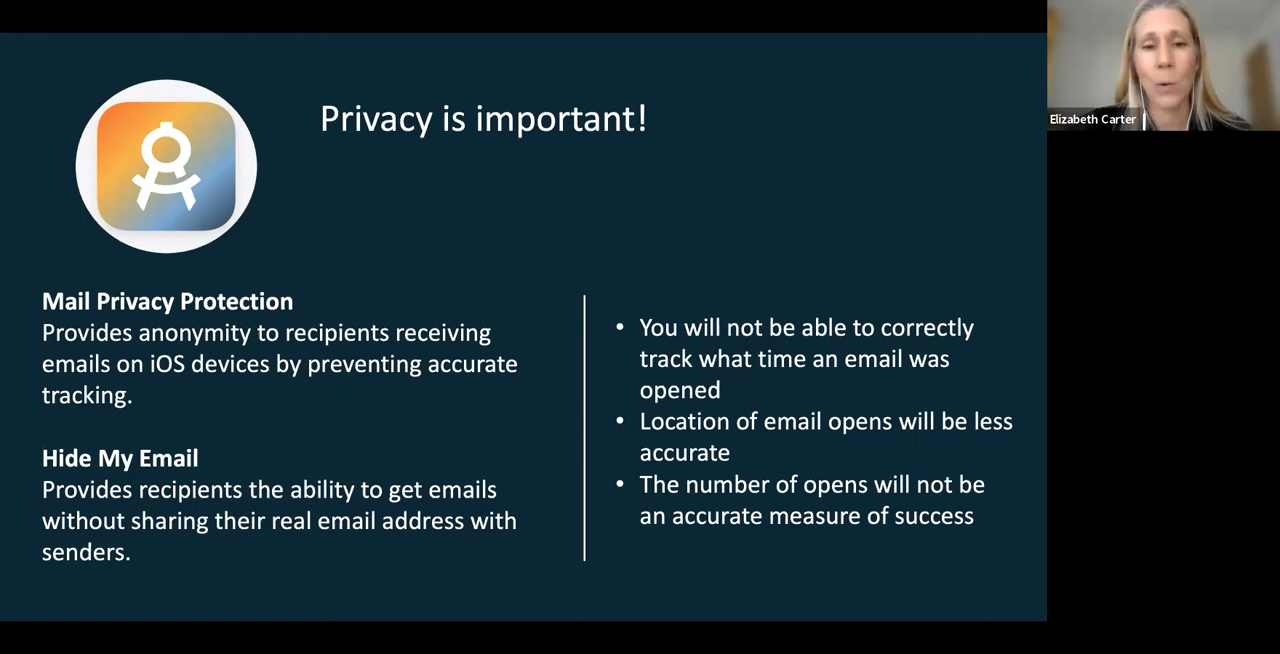 Privacy is important!
Elizabeth Carter
Mail Privacy Protection
Provides anonymity to recipients receiving
emails on iOS devices by preventing accurate
tracking.
Hide My Email
Provides recipients the ability to get emails
without sharing their real email address with
senders.
• You will not be able to correctly
track what time an email was
opened
• Location of email opens will be less
accurate
• The number of opens will not be
an accurate measure of success